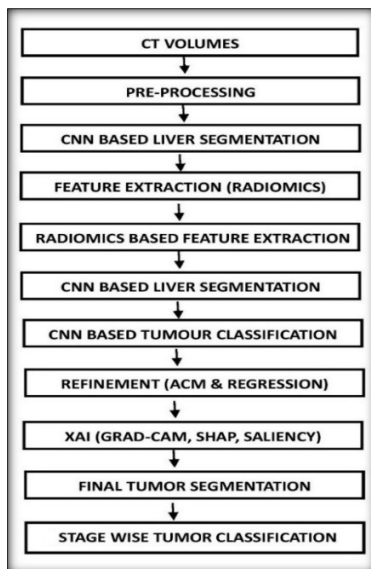 CT VOLUMES
PRE-PROCESSING
CNN BASED LIVER SEGMENTATION
FEATURE EXTRACTION (RADIOMICS)
RADIOMICS BASED FEATURE EXTRACTION
CNN BASED LIVER SEGMENTATION
CNN BASED TUMOUR CLASSIFICATION
REFINEMENT (ACM & REGRESSION)
XAI (GRAD-CAM, SHAP, SALIENCY)
FINAL TUMOR SEGMENTATION
STAGE WISE TUMOR CLASSIFICATION